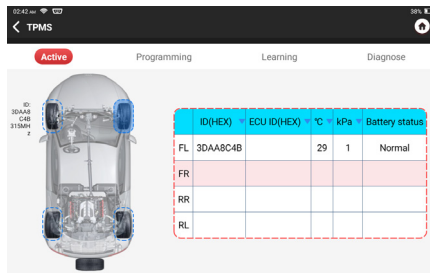 02:42 AM
38%
TPMS
Active Programming Learning Diagnose
ID:
3DAA8
C4B
315MH
z
ID(HEX) ECU ID(HEX) °C kPa Battery status
FL 3DAA8C4B 29 1 Normal
FR
RR
RL